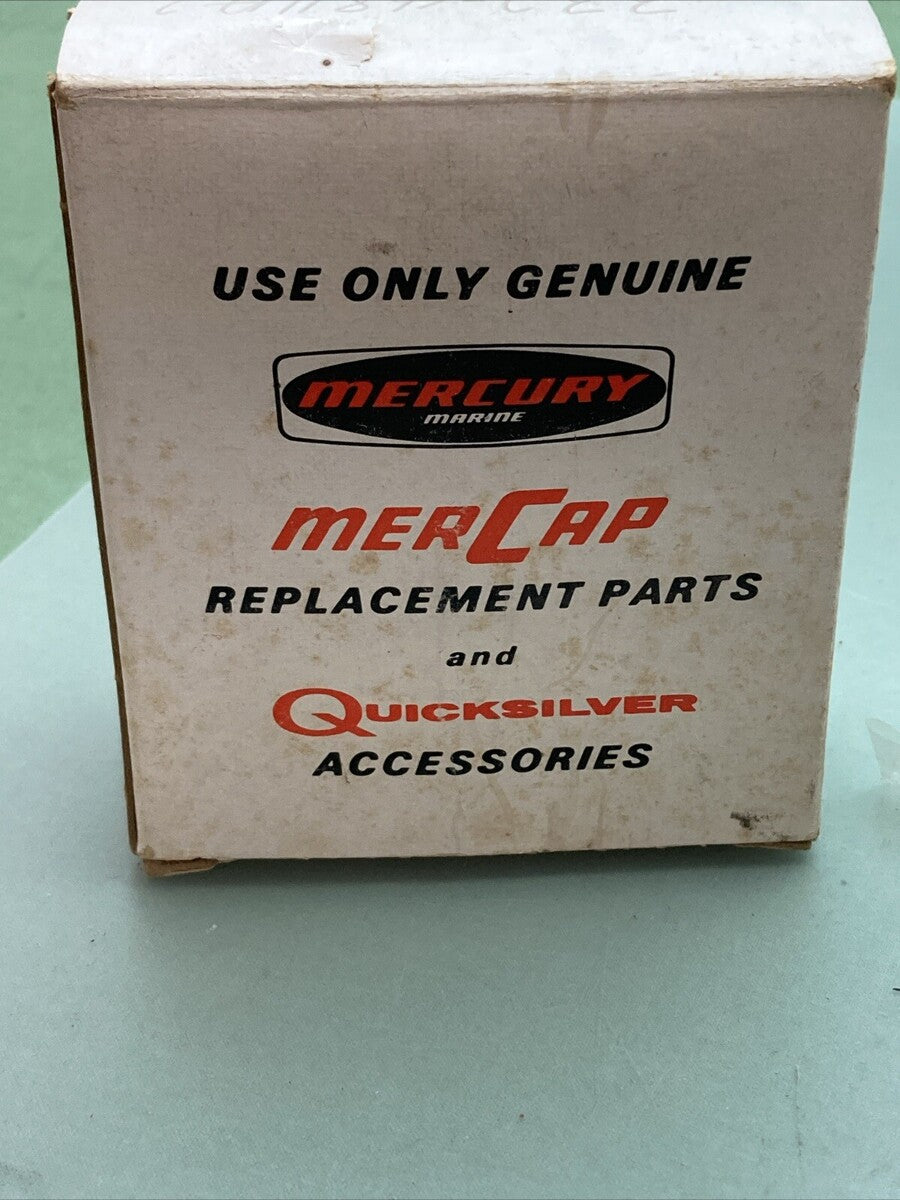 USE ONLY GENUINE
MERCURY
MARINE
MERCAP
REPLACEMENT PARTS
and
QUICKSILVER
ACCESSORIES